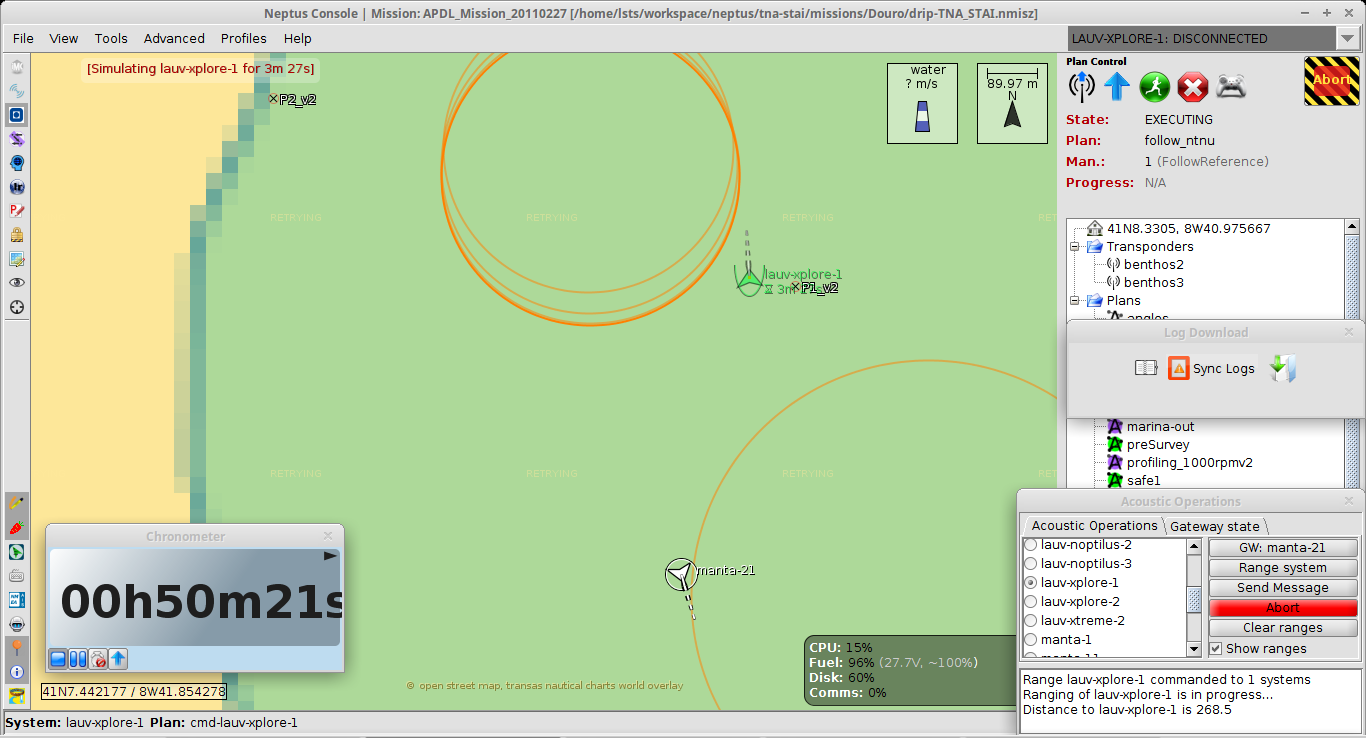 Neptus Console | Mission: APDL_Mission_20110227 [/home/lsts/workspace/neptus/tna-stai/missions/Douro/drip-TNA_STAI.nmisz]
File View Tools Advanced Profiles Help
LAUV-XPLORE-1: DISCONNECTED
[Simulating lauv-xplore-1 for 3m 27s]
P2_v2
water
? m/s
89.97 m
N
Plan Control
Abort
State: EXECUTING
Plan: follow_ntnu
Man.: 1 (FollowReference)
Progress: N/A
RETRYING RETRYING RETRYING
41N8.3305, 8W40.975667
Transponders
benthos2
benthos3
Plans
angles
lauv-xplore-1
P1_v2
Log Download
Sync Logs
marina-out
preSurvey
profiling_1000rpmv2
safe1
RETRYING RETRYING RETRYING
manta-21
Chronometer
00h50m21s
41N7.442177 / 8W41.854278
© open street map, transas nautical charts world overlay
CPU: 15%
Fuel: 96% (27.7V, ~100%)
Disk: 60%
Comms: 0%
Acoustic Operations
Acoustic Operations Gateway state
lauv-noptilus-2
lauv-noptilus-3
lauv-xplore-1
lauv-xplore-2
lauv-xtreme-2
manta-1
GW: manta-21
Range system
Send Message
Abort
Clear ranges
Show ranges
Range lauv-xplore-1 commanded to 1 systems
Ranging of lauv-xplore-1 is in progress...
Distance to lauv-xplore-1 is 268.5
System: lauv-xplore-1 Plan: cmd-lauv-xplore-1